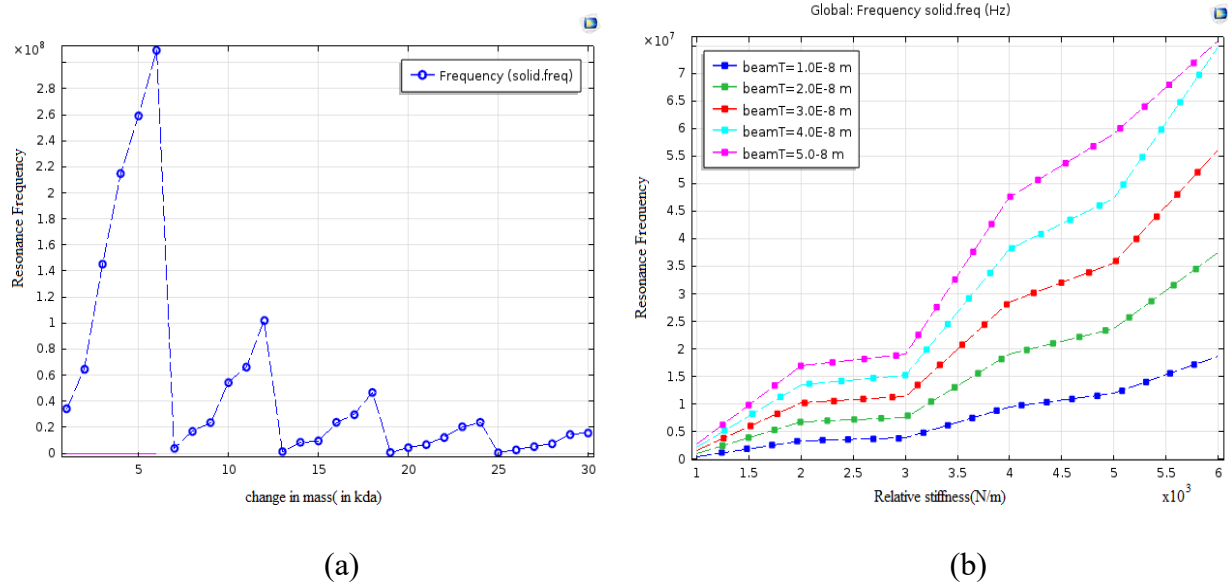 ×10⁸
Resonance Frequency
3
2.8
2.6
2.4
2.2
2
1.8
1.6
1.4
1.2
1
0.8
0.6
0.4
0.2
0
Frequency (solid.freq)
5 10 15 20 25 30
change in mass( in kda)
(a)
Global: Frequency solid.freq (Hz)
×10⁷
Resonance Frequency
7
6.5
6
5.5
5
4.5
4
3.5
3
2.5
2
1.5
1
0.5
0
beamT=1.0E-8 m
beamT=2.0E-8 m
beamT=3.0E-8 m
beamT=4.0E-8 m
beamT=5.0-8 m
1 1.5 2 2.5 3 3.5 4 4.5 5 5.5 6
Relative stiffness(N/m) x10³
(b)